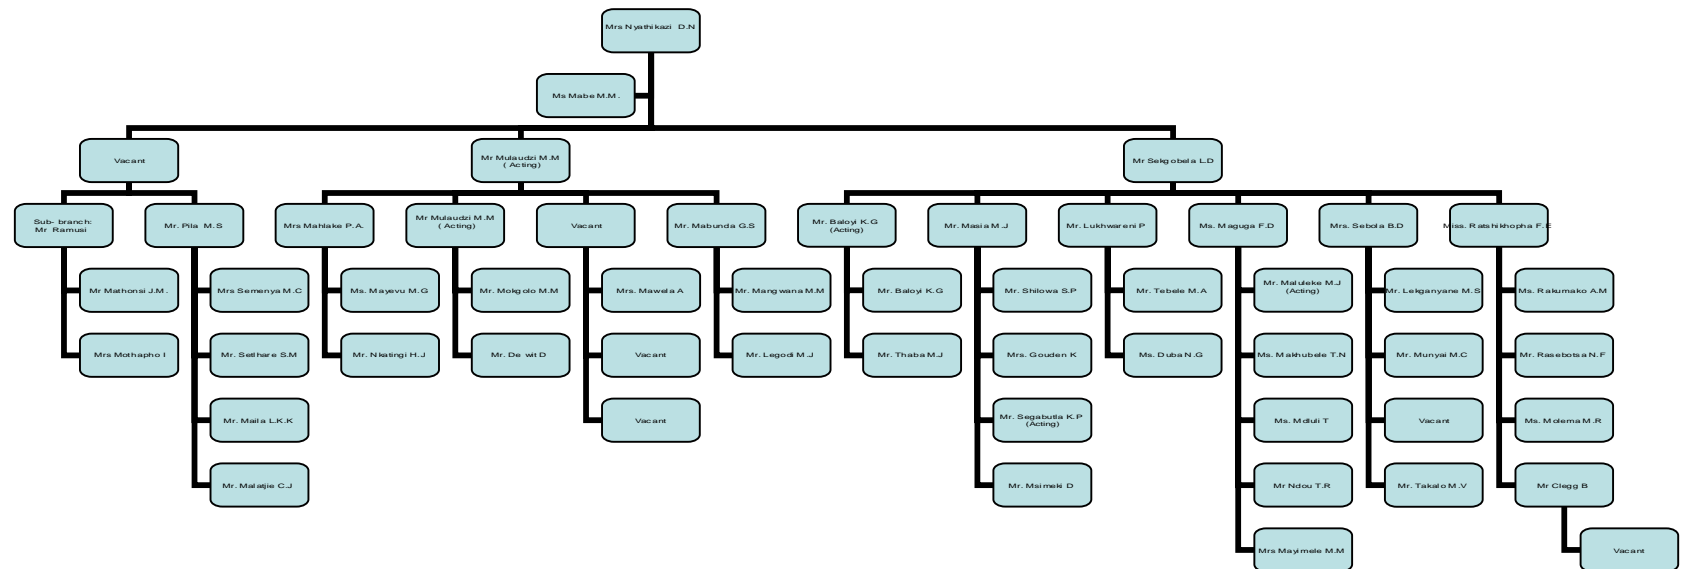 Mrs Nyathikazi D.N
Ms Mabe M.M.
Vacant
Mr Mulaudzi M.M
( Acting)
Mr Sekgobela L.D
Sub- branch:
Mr Ramusi
Mr. Pila M.S
Mrs Mahlake P.A.
Mr Mulaudzi M.M
( Acting)
Vacant
Mr. Mabunda G.S
Mr. Baloyi K.G
(Acting)
Mr. Masia M.J
Mr. Lukhwareni P
Ms. Maguga F.D
Mrs. Sebola B.D
Miss. Ratshikhopha F.E
Mr Mathonsi J.M.
Mrs Semenya M.C
Ms. Mayevu M.G
Mr. Mokgolo M.M
Mrs. Mawela A
Mr. Mangwana M.M
Mr. Baloyi K.G
Mr. Shilowa S.P
Mr. Tebele M.A
Mr. Maluleke M.J
(Acting)
Mr. Lekganyane M.S
Ms. Rakumako A.M
Mrs Mothapho I
Mr. Setlhare S.M
Mr. Nkatingi H.J
Mr. De wit D
Vacant
Mr. Legodi M.J
Mr. Thaba M.J
Mrs. Gouden K
Ms. Duba N.G
Ms. Makhubele T.N
Mr. Munyai M.C
Mr. Rasebotsa N.F
Mr. Maila L.K.K
Vacant
Mr. Segabutla K.P
(Acting)
Ms. Mdluli T
Vacant
Ms. Molema M.R
Mr. Malatjie C.J
Mr. Msimeki D
Mr Ndou T.R
Mr. Takalo M.V
Mr Clegg B
Mrs Mayimele M.M
Vacant